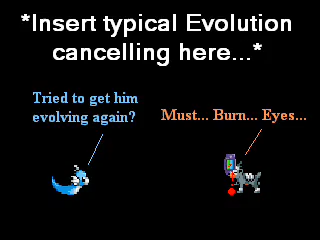 *Insert typical Evolution
cancelling here...*
Tried to get him
evolving again?
Must... Burn... Eyes...